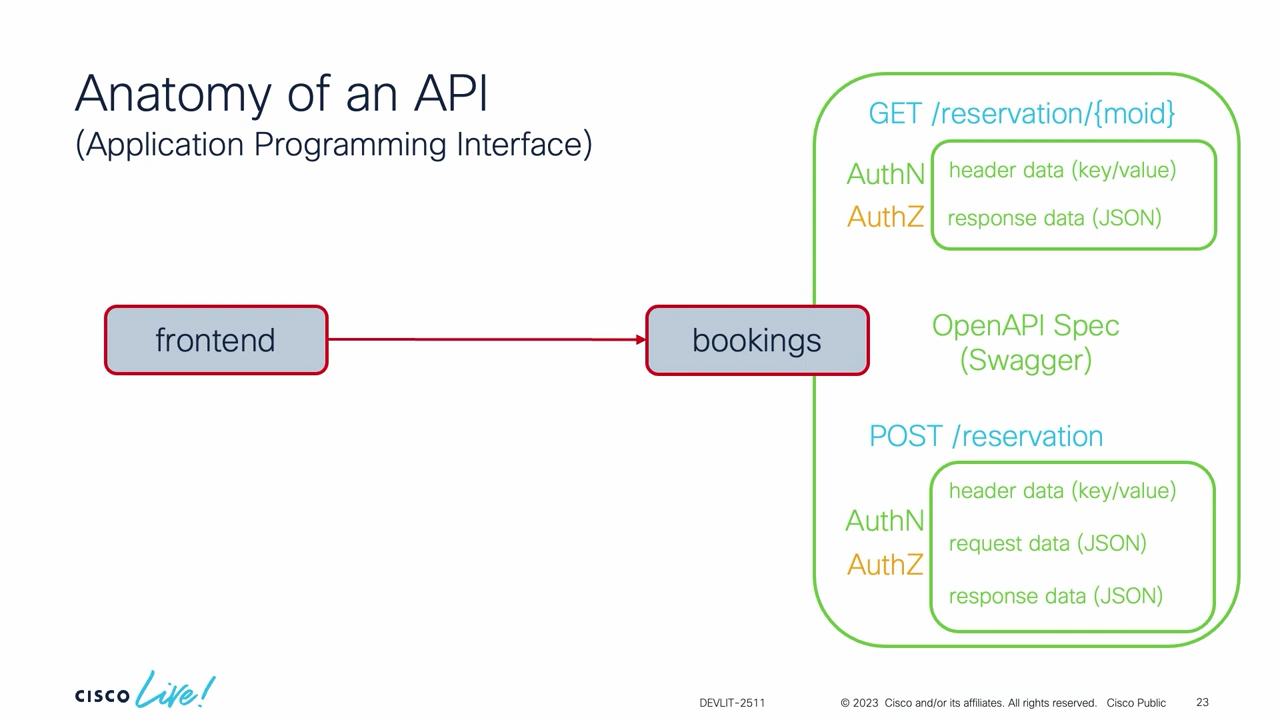 Anatomy of an API
(Application Programming Interface)
frontend
bookings
GET /reservation/{moid}
AuthN
AuthZ
header data (key/value)
response data (JSON)
OpenAPI Spec
(Swagger)
POST /reservation
AuthN
AuthZ
header data (key/value)
request data (JSON)
response data (JSON)
CISCO Live!
DEVLIT-2511
© 2023 Cisco and/or its affiliates. All rights reserved. Cisco Public
23